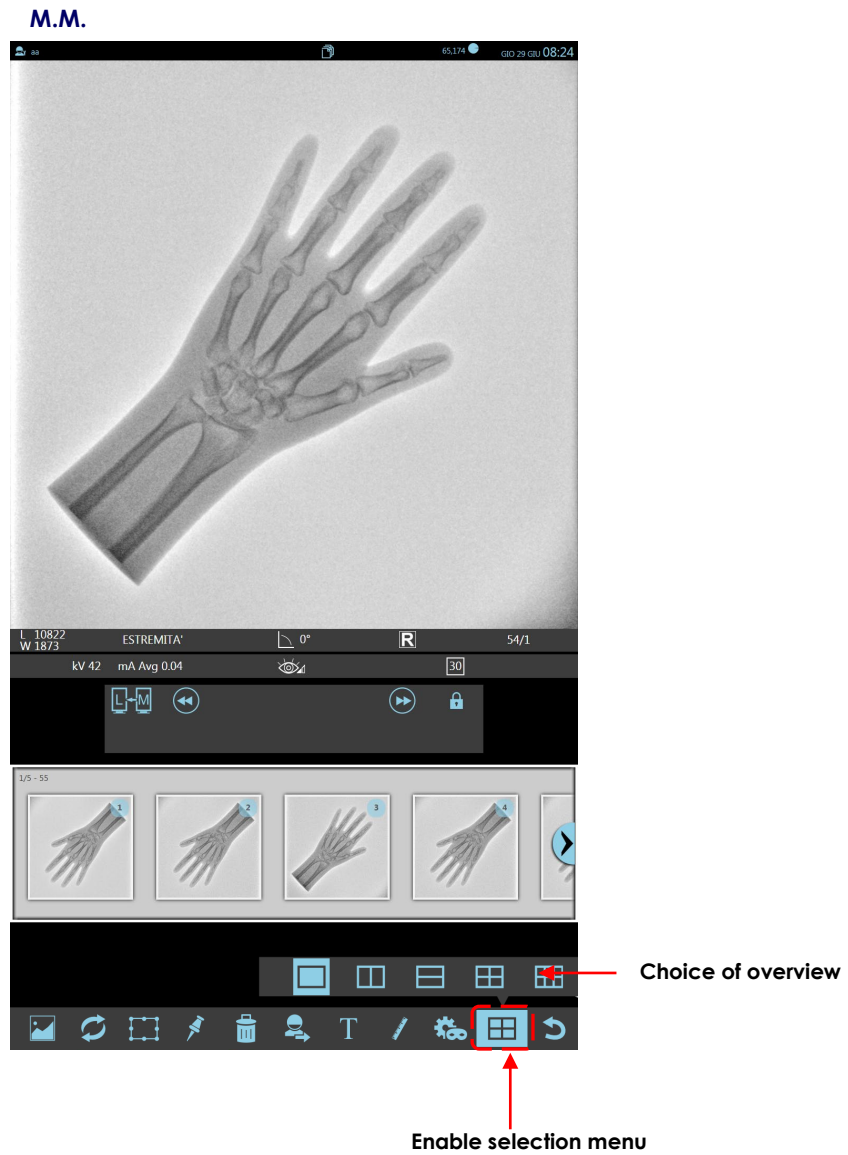 M.M.
aa 65,174 GIO 29 GIU 08:24
L 10822
W 1873 ESTREMITA' 0° R 54/1
kV 42 mA Avg 0.04 30
L M
1/5 - 55
1 2 3 4
Choice of overview
T
Enable selection menu